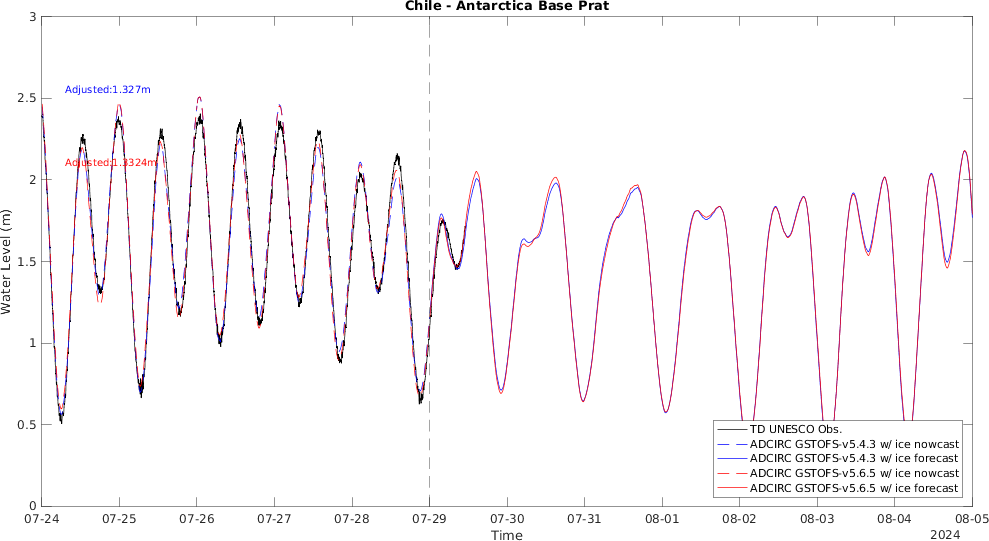 Chile - Antarctica Base Prat
3
2.5
2
1.5
1
0.5
0
Water Level (m)
Adjusted:1.327m
Adjusted:1.3324m
TD UNESCO Obs.
ADCIRC GSTOFS-v5.4.3 w/ ice nowcast
ADCIRC GSTOFS-v5.4.3 w/ ice forecast
ADCIRC GSTOFS-v5.6.5 w/ ice nowcast
ADCIRC GSTOFS-v5.6.5 w/ ice forecast
07-24 07-25 07-26 07-27 07-28 07-29 07-30 07-31 08-01 08-02 08-03 08-04 08-05
Time
2024